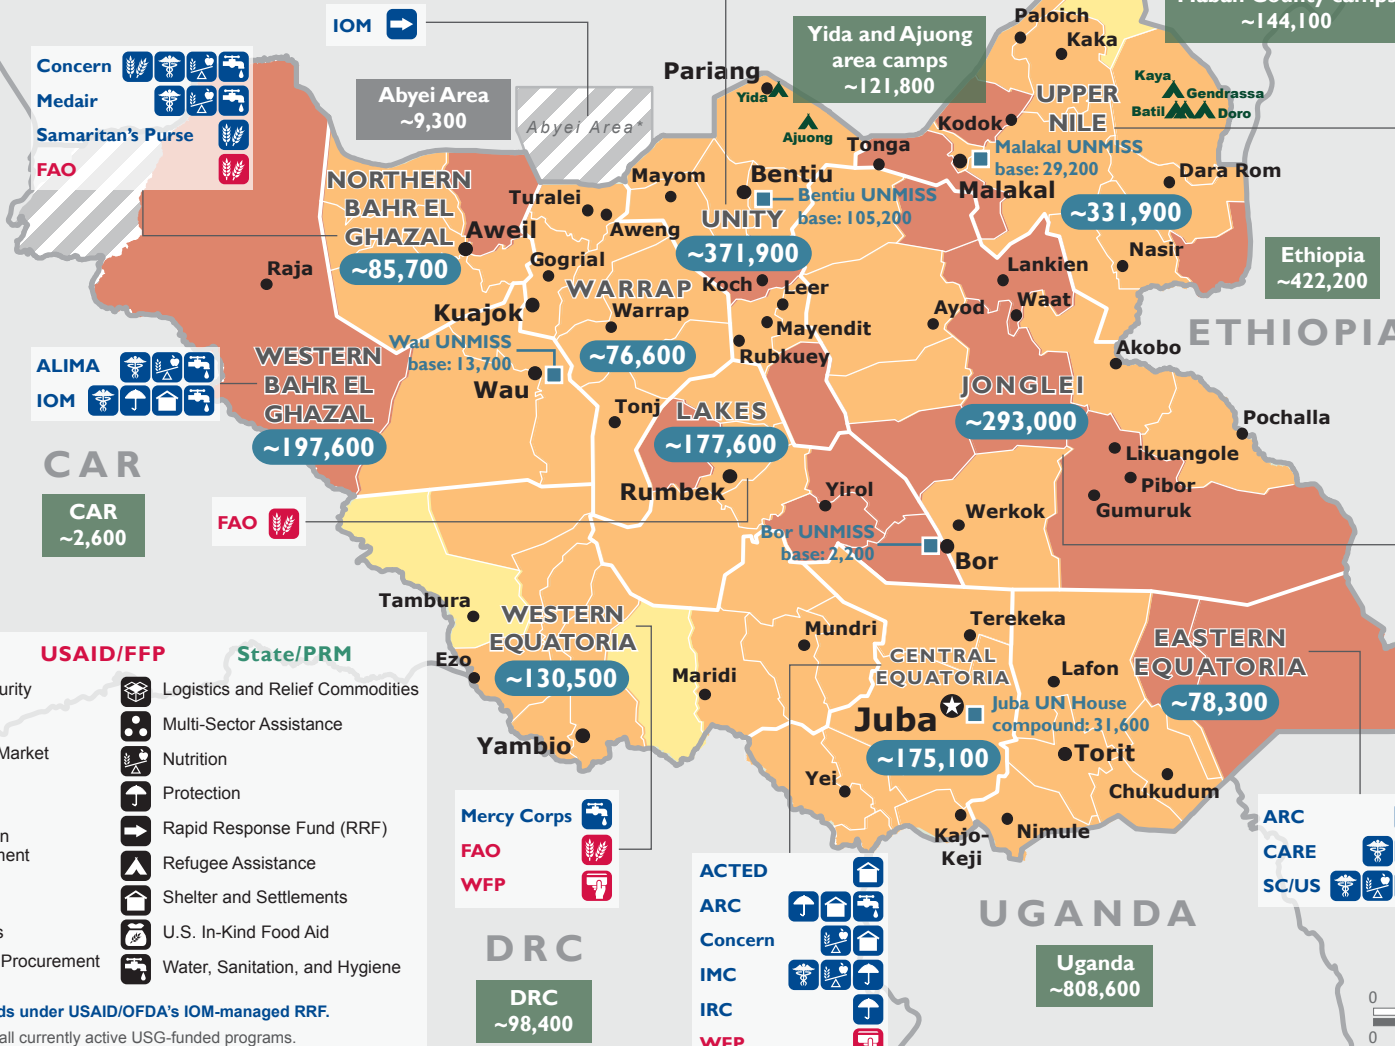 IOM
Concern
Medair
Samaritan's Purse
FAO
Abyei Area
~9,300
Abyei Area*
Yida and Ajuong
area camps
~121,800
~144,100
Paloich
Kaka
Pariang
Yida
Ajuong
Kaya
Gendrassa
Batil
Doro
UPPER
NILE
Kodok
Tonga
Malakal UNMISS
base: 29,200
Malakal
Dara Rom
~331,900
NORTHERN
BAHR EL
GHAZAL
Aweil
~85,700
Turalei
Mayom
Aweng
Bentiu
Bentiu UNMISS
base: 105,200
UNITY
~371,900
Nasir
Ethiopia
~422,200
ETHIOPIA
Raja
Gogrial
WARRAP
Warrap
Koch
Leer
Lankien
Waat
Ayod
Kuajok
Mayendit
Rubkuey
Akobo
Wau UNMISS
base: 13,700
~76,600
Wau
ALIMA
IOM
WESTERN
BAHR EL
GHAZAL
~197,600
Tonj
LAKES
~177,600
JONGLEI
~293,000
Pochalla
Likuangole
Pibor
Gumuruk
CAR
CAR
~2,600
FAO
Rumbek
Yirol
Werkok
Bor UNMISS
base: 2,200
Bor
Tambura
WESTERN
EQUATORIA
~130,500
Mundri
Terekeka
CENTRAL
EQUATORIA
EASTERN
EQUATORIA
~78,300
Ezo
Maridi
Lafon
Juba
Juba UN House
compound: 31,600
~175,100
Yambio
Torit
Yei
Chukudum
Kajo-
Keji
Nimule
USAID/FFP
State/PRM
Logistics and Relief Commodities
Multi-Sector Assistance
Market
Nutrition
Protection
Rapid Response Fund (RRF)
Refugee Assistance
Shelter and Settlements
U.S. In-Kind Food Aid
Procurement
Water, Sanitation, and Hygiene
under USAID/OFDA's IOM-managed RRF.
all currently active USG-funded programs.
Mercy Corps
FAO
WFP
DRC
DRC
~98,400
ACTED
ARC
Concern
IMC
IRC
WFP
UGANDA
Uganda
~808,600
ARC
CARE
SC/US
0
0